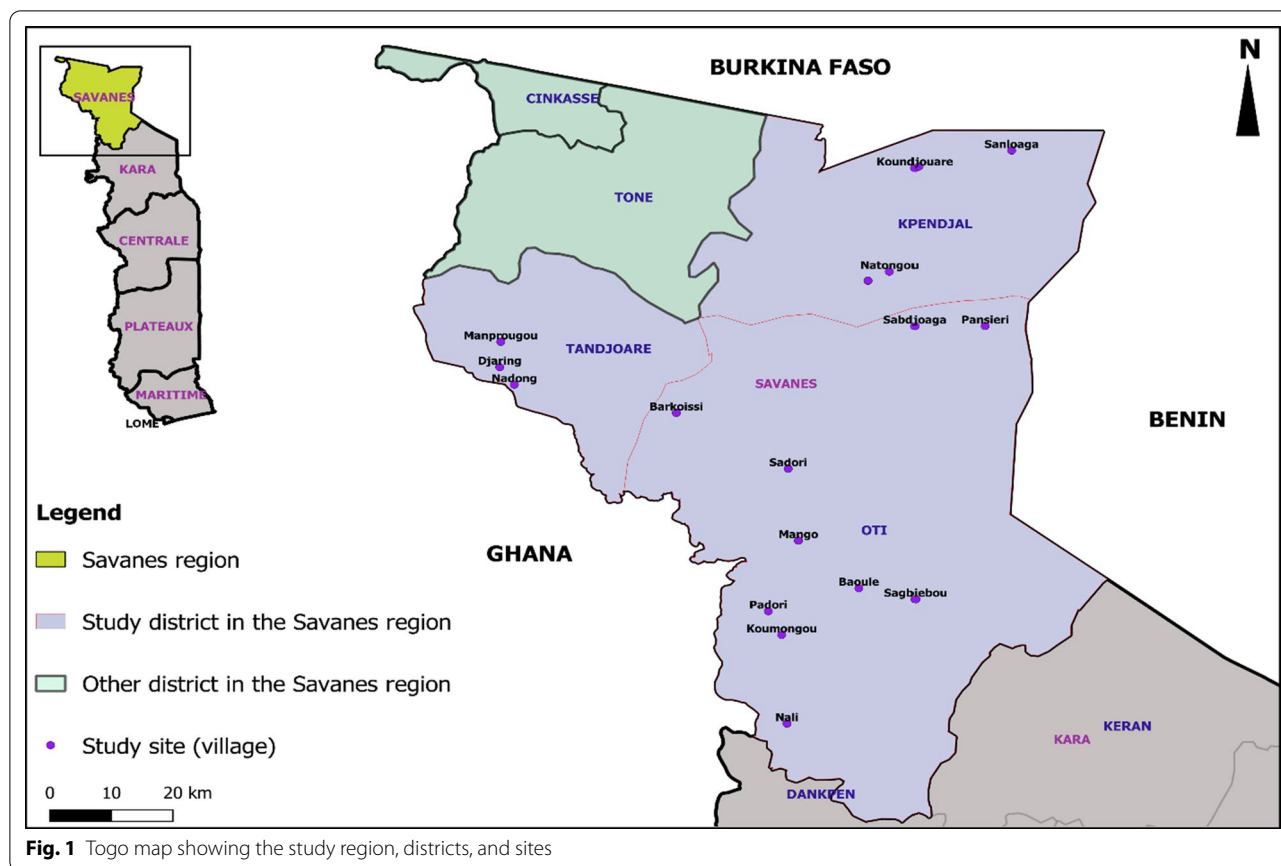 SAVANES
KARA
CENTRALE
PLATEAUX
MARITIME
LOME
BURKINA FASO
N
CINKASSE
TONE
Sanloaga
Koundjouare
KPENDJAL
Natongou
Sabdjoaga
Pansieri
Manprougou
TANDJOARE
Djaring
Nadong
SAVANES
Barkoissi
BENIN
Sadori
GHANA
Mango
OTI
Baoule
Sagbiebou
Padori
Koumongou
Nali
KERAN
KARA
DANKPEN
Legend
Savanes region
Study district in the Savanes region
Other district in the Savanes region
Study site (village)
0 10 20 km
Fig. 1 Togo map showing the study region, districts, and sites